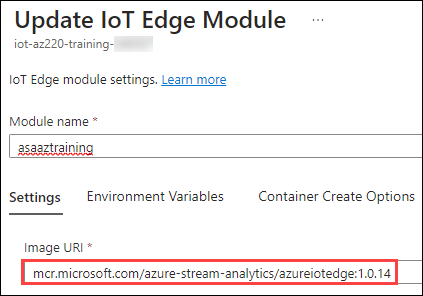 Update IoT Edge Module ...
iot-az220-training-
IoT Edge module settings. Learn more
Module name *
asaaztraining
Settings Environment Variables Container Create Options
Image URI *
mcr.microsoft.com/azure-stream-analytics/azureiotedge:1.0.14